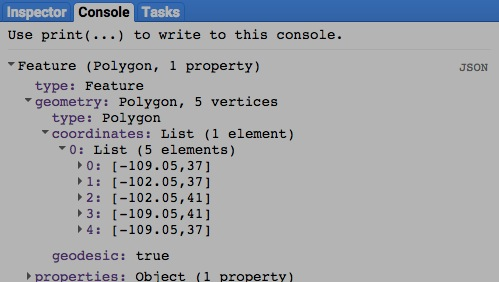 Inspector Console Tasks
Use print(...) to write to this console.
Feature (Polygon, 1 property) JSON
type: Feature
geometry: Polygon, 5 vertices
type: Polygon
coordinates: List (1 element)
0: List (5 elements)
0: [-109.05,37]
1: [-102.05,37]
2: [-102.05,41]
3: [-109.05,41]
4: [-109.05,37]
geodesic: true
properties: Object (1 property)